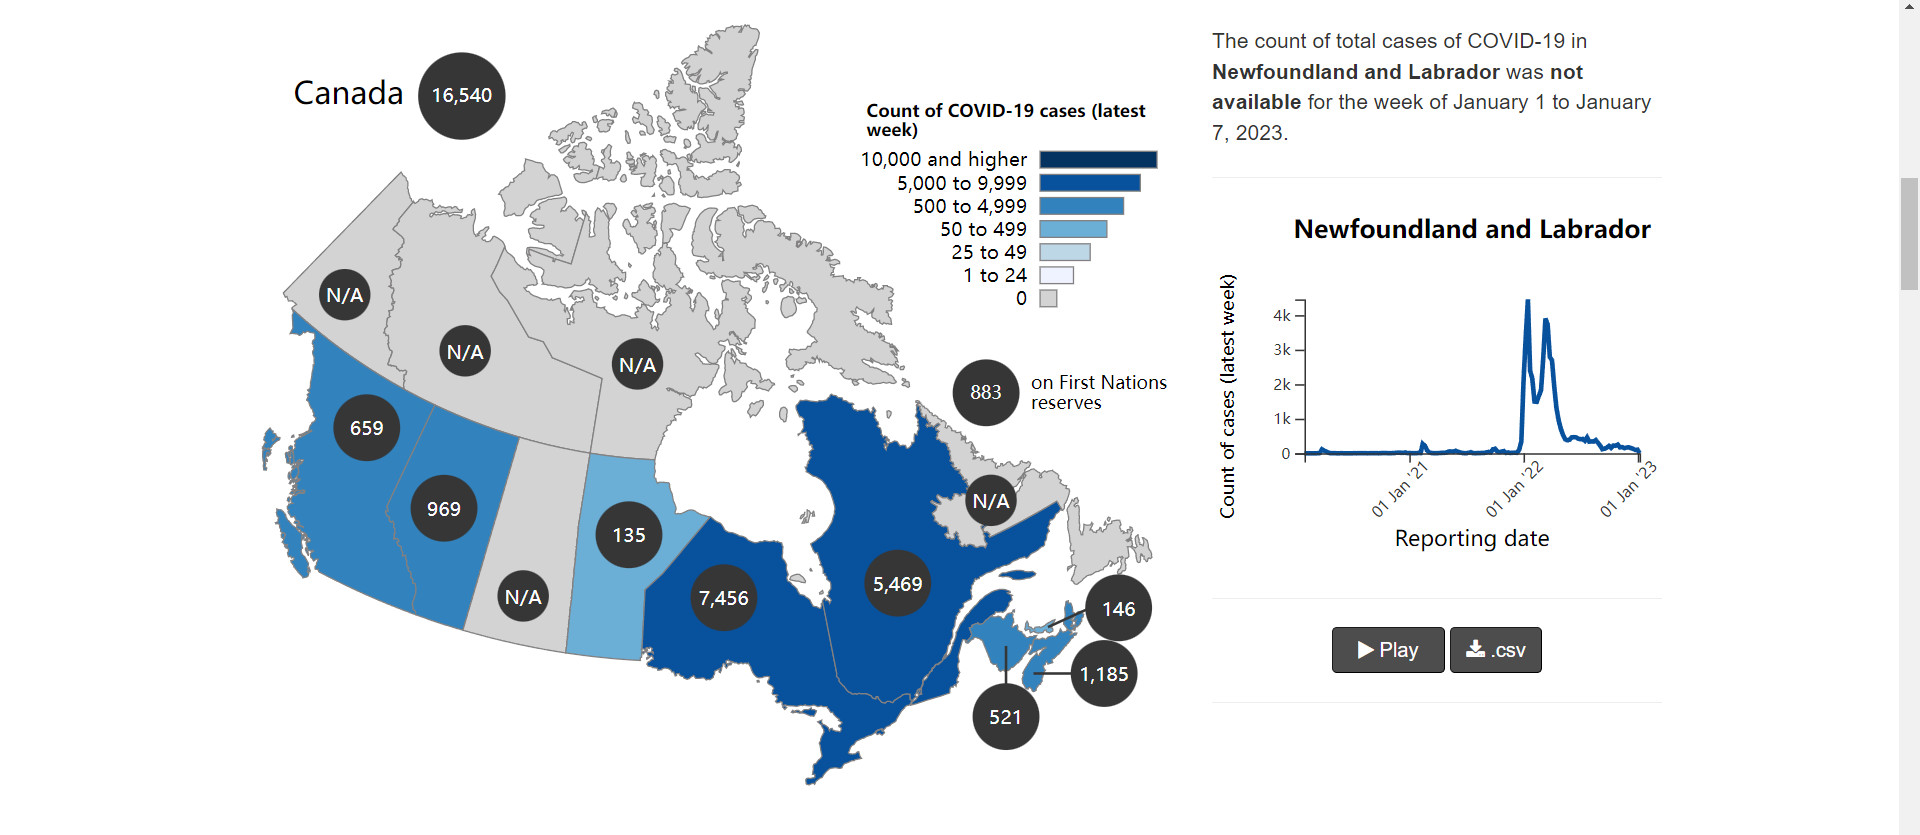 Canada
16,540
Count of COVID-19 cases (latest
week)
10,000 and higher
5,000 to 9,999
500 to 4,999
50 to 499
25 to 49
1 to 24
0
N/A
N/A
N/A
883
on First Nations
reserves
659
969
N/A
135
7,456
5,469
N/A
146
1,185
521
The count of total cases of COVID-19 in
Newfoundland and Labrador was not
available for the week of January 1 to January
7, 2023.
Newfoundland and Labrador
Count of cases (latest week)
4k
3k
2k
1k
0
01 Jan '21
01 Jan '22
01 Jan '23
Reporting date
Play
.csv